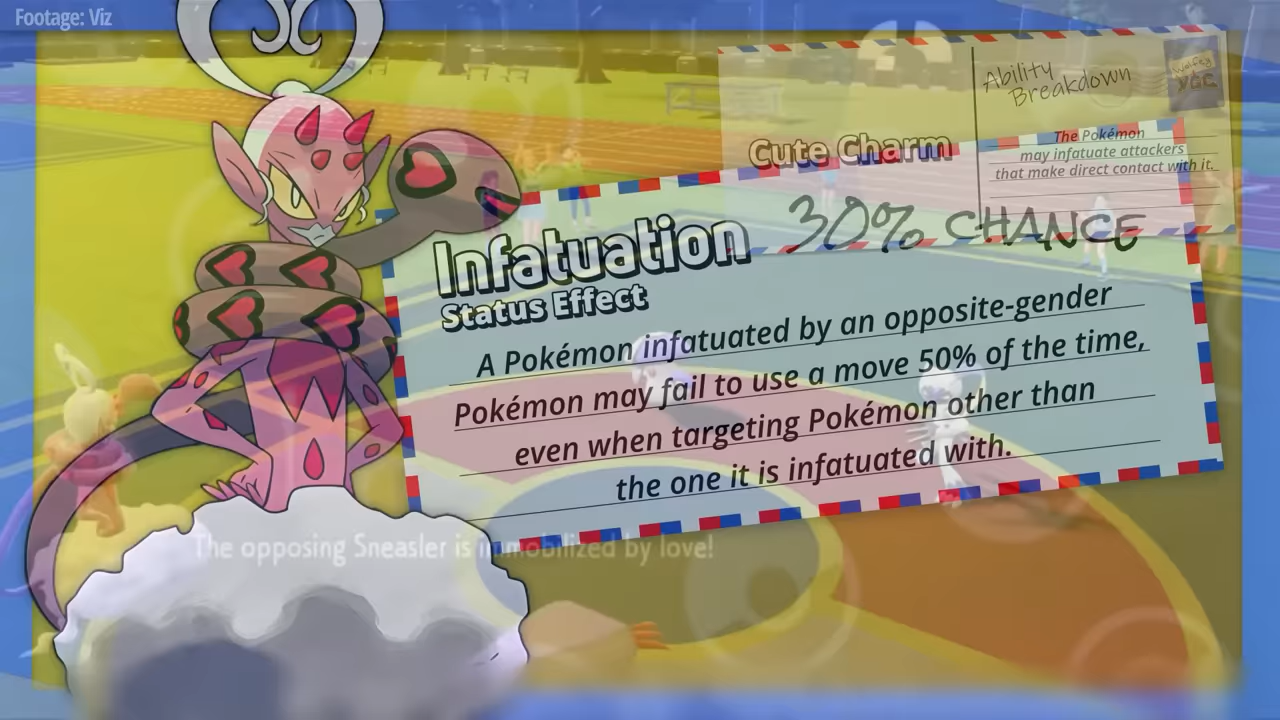 Footage: Viz
Ability
Breakdown
Wolfey
VGC
Cute Charm
The Pokémon
may infatuate attackers
that make direct contact with it.
30% CHANCE
Infatuation
Status Effect
A Pokémon infatuated by an opposite-gender
Pokémon may fail to use a move 50% of the time,
even when targeting Pokémon other than
the one it is infatuated with.
The opposing Sneasler is immobilized by love!